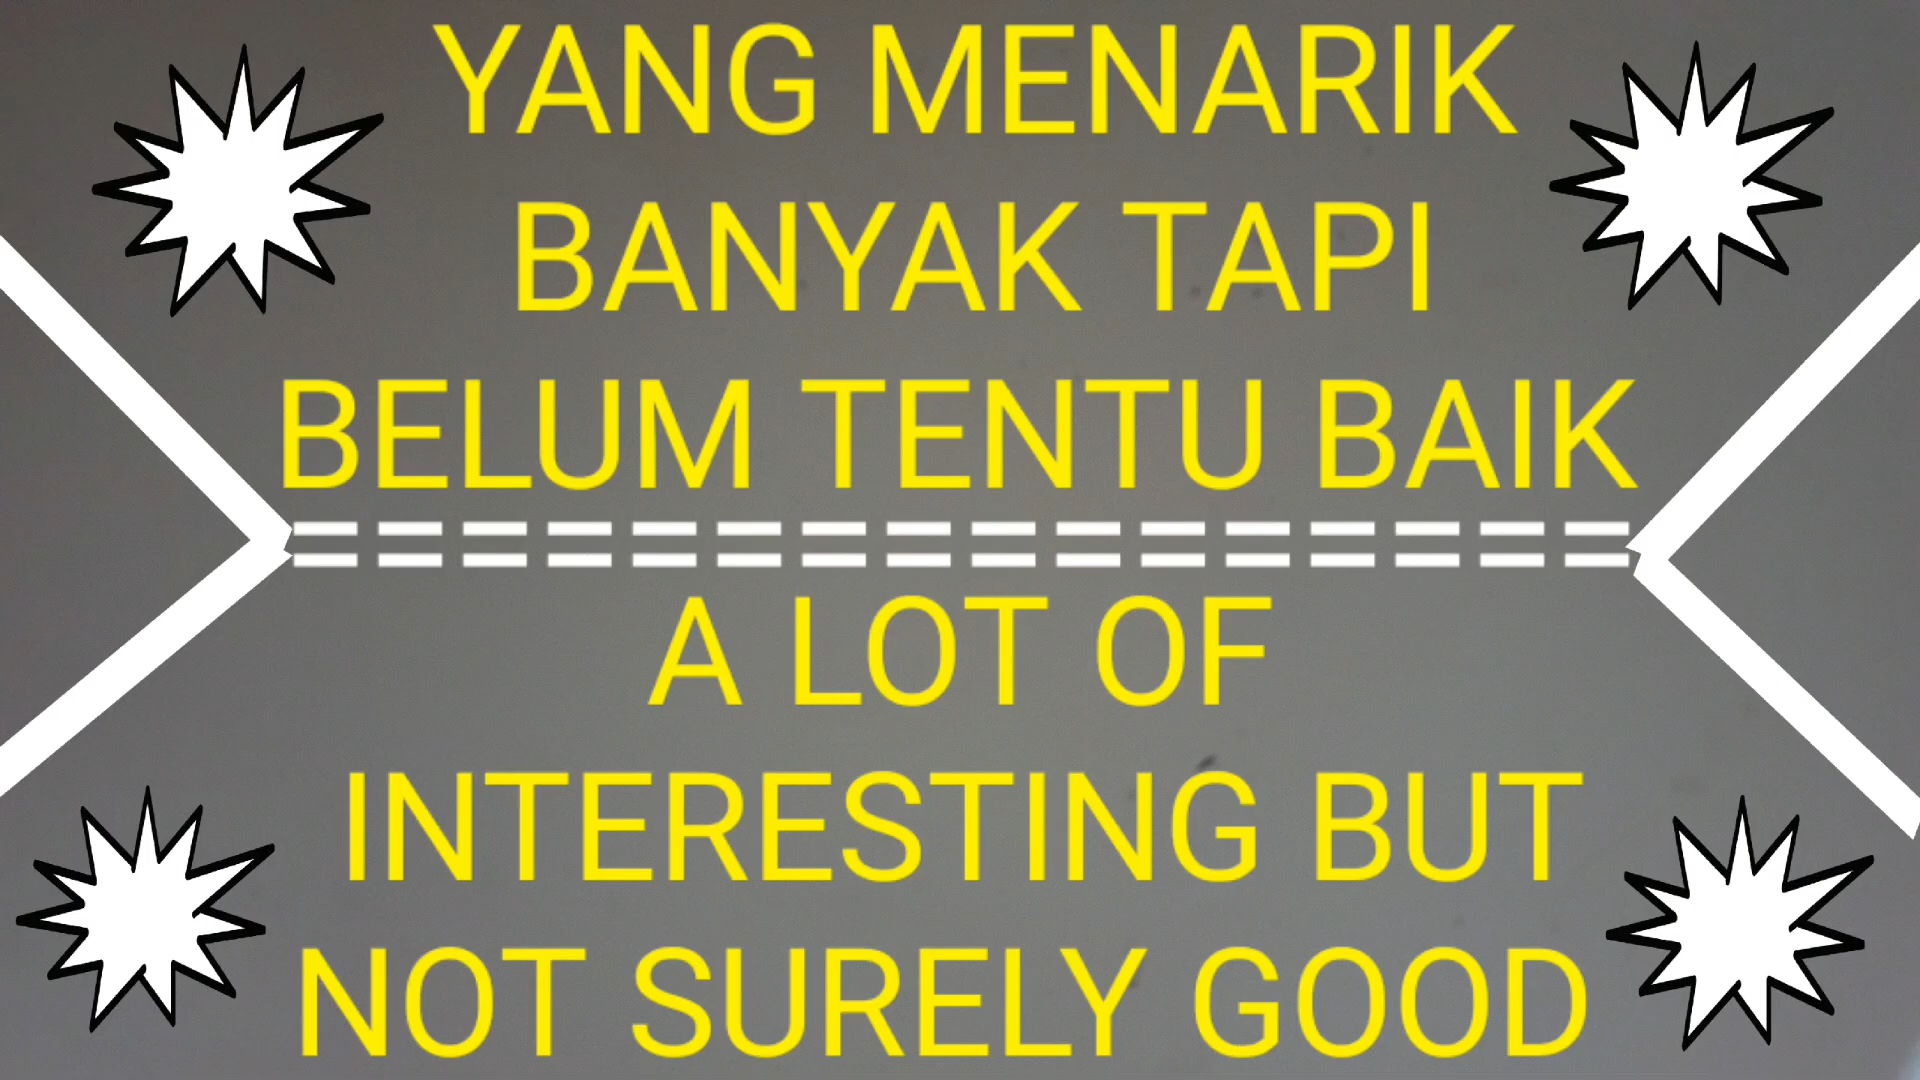 YANG MENARIK
BANYAK TAPI
BELUM TENTU BAIK
A LOT OF
INTERESTING BUT
NOT SURELY GOOD